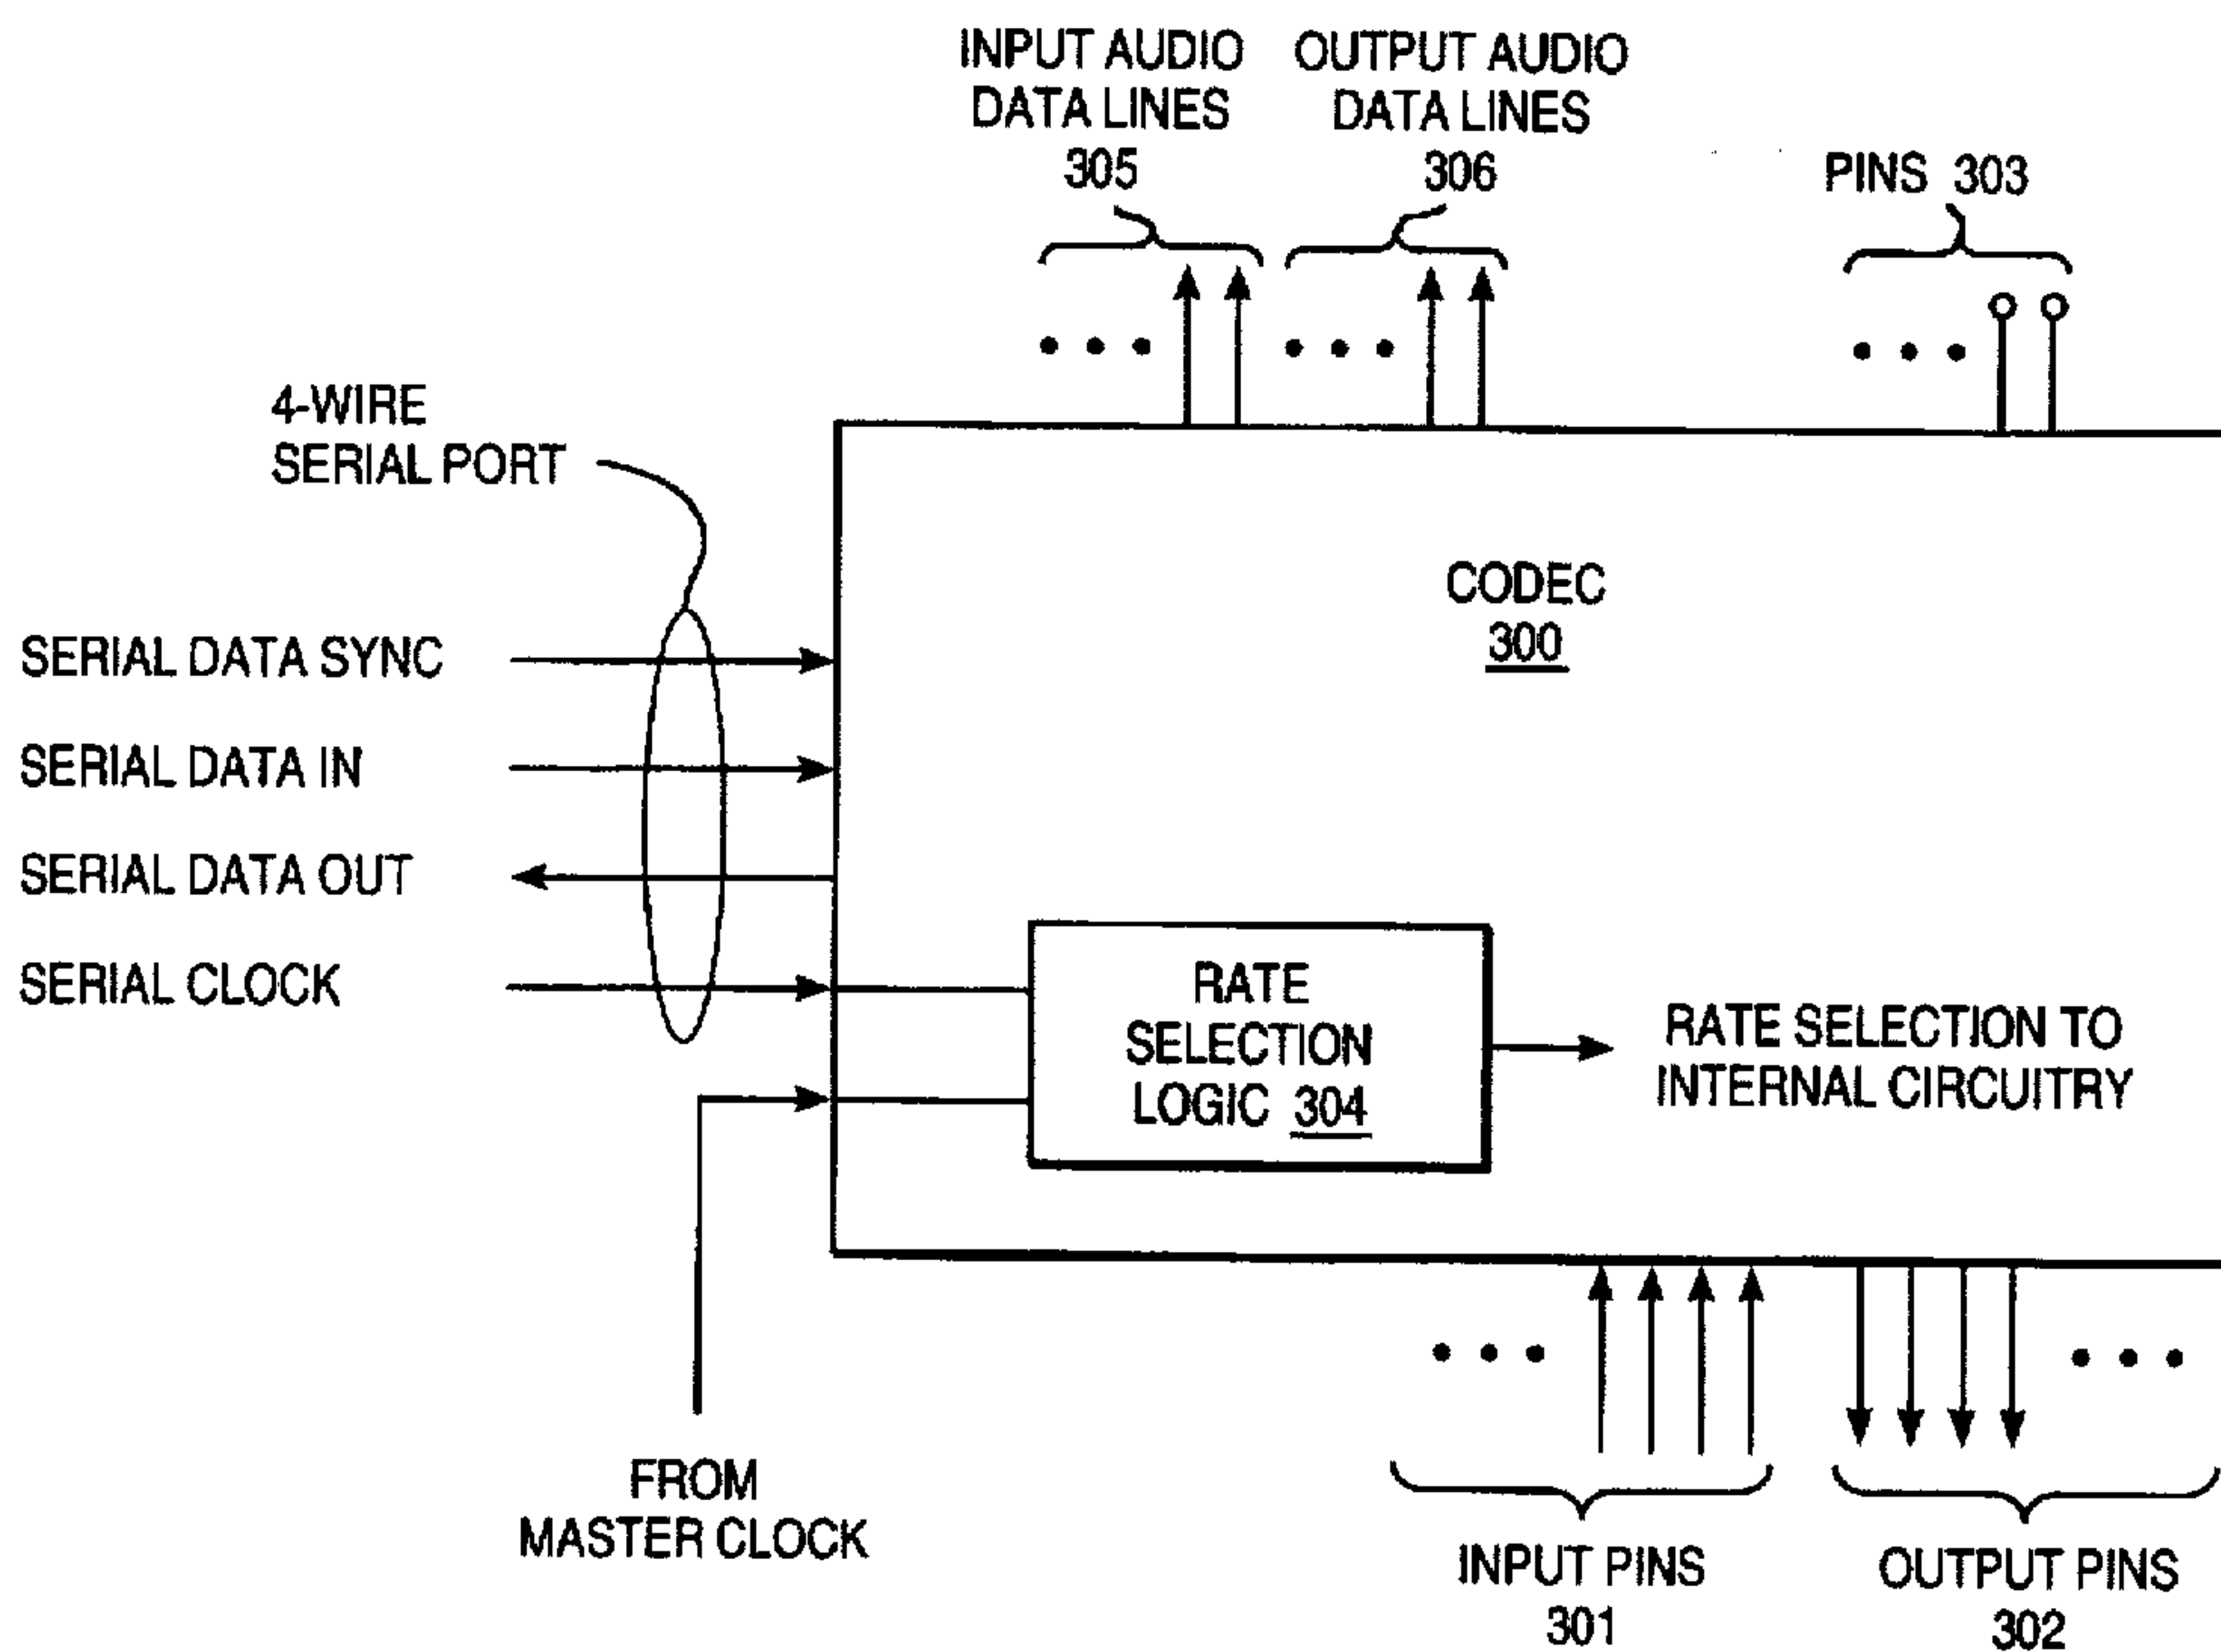 INPUT AUDIO
DATA LINES
305
OUTPUT AUDIO
DATA LINES
306
PINS 303
4-WIRE
SERIAL PORT
CODEC
300
SERIAL DATA SYNC
SERIAL DATA IN
SERIAL DATA OUT
SERIAL CLOCK
RATE
SELECTION
LOGIC 304
RATE SELECTION TO
INTERNAL CIRCUITRY
FROM
MASTER CLOCK
INPUT PINS
301
OUTPUT PINS
302